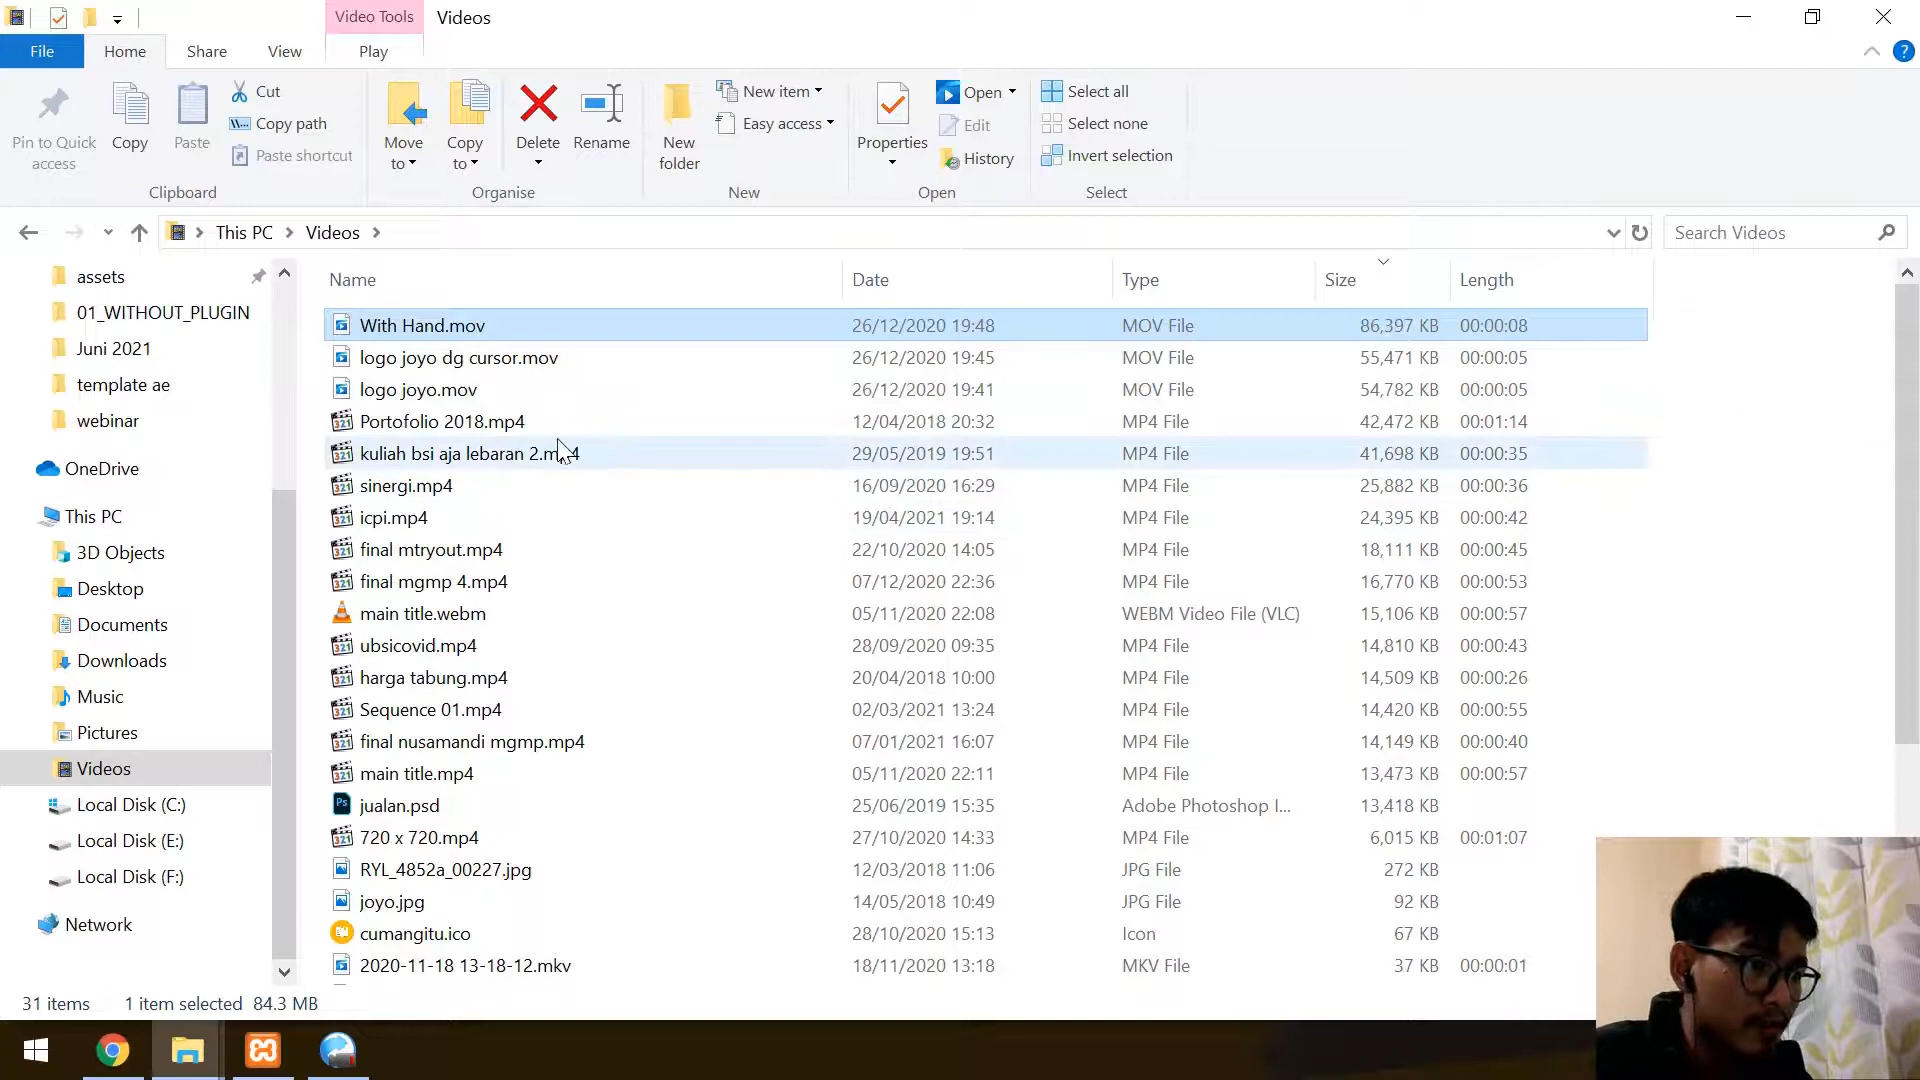 Video Tools
Videos
File
Home
Share
View
Play
Pin to Quick access
Copy
Paste
Cut
Copy path
Paste shortcut
Clipboard
Move to
Copy to
Delete
Rename
Organise
New folder
New item
Easy access
New
Properties
Open
Edit
History
Open
Select all
Select none
Invert selection
Select
This PC
Videos
Search Videos
assets
01_WITHOUT_PLUGIN
Juni 2021
template ae
webinar
OneDrive
This PC
3D Objects
Desktop
Documents
Downloads
Music
Pictures
Videos
Local Disk (C:)
Local Disk (E:)
Local Disk (F:)
Network
Name Date Type Size Length
With Hand.mov 26/12/2020 19:48 MOV File 86,397 KB 00:00:08
logo joyo dg cursor.mov 26/12/2020 19:45 MOV File 55,471 KB 00:00:05
logo joyo.mov 26/12/2020 19:41 MOV File 54,782 KB 00:00:05
Portofolio 2018.mp4 12/04/2018 20:32 MP4 File 42,472 KB 00:01:14
kuliah bsi aja lebaran 2.mp4 29/05/2019 19:51 MP4 File 41,698 KB 00:00:35
sinergi.mp4 16/09/2020 16:29 MP4 File 25,882 KB 00:00:36
icpi.mp4 19/04/2021 19:14 MP4 File 24,395 KB 00:00:42
final mtryout.mp4 22/10/2020 14:05 MP4 File 18,111 KB 00:00:45
final mgmp 4.mp4 07/12/2020 22:36 MP4 File 16,770 KB 00:00:53
main title.webm 05/11/2020 22:08 WEBM Video File (VLC) 15,106 KB 00:00:57
ubsicovid.mp4 28/09/2020 09:35 MP4 File 14,810 KB 00:00:43
harga tabung.mp4 20/04/2018 10:00 MP4 File 14,509 KB 00:00:26
Sequence 01.mp4 02/03/2021 13:24 MP4 File 14,420 KB 00:00:55
final nusamandi mgmp.mp4 07/01/2021 16:07 MP4 File 14,149 KB 00:00:40
main title.mp4 05/11/2020 22:11 MP4 File 13,473 KB 00:00:57
jualan.psd 25/06/2019 15:35 Adobe Photoshop I... 13,418 KB
720 x 720.mp4 27/10/2020 14:33 MP4 File 6,015 KB 00:01:07
RYL_4852a_00227.jpg 12/03/2018 11:06 JPG File 272 KB
joyo.jpg 14/05/2018 10:49 JPG File 92 KB
cumangitu.ico 28/10/2020 15:13 Icon 67 KB
2020-11-18 13-18-12.mkv 18/11/2020 13:18 MKV File 37 KB 00:00:01
31 items 1 item selected 84.3 MB